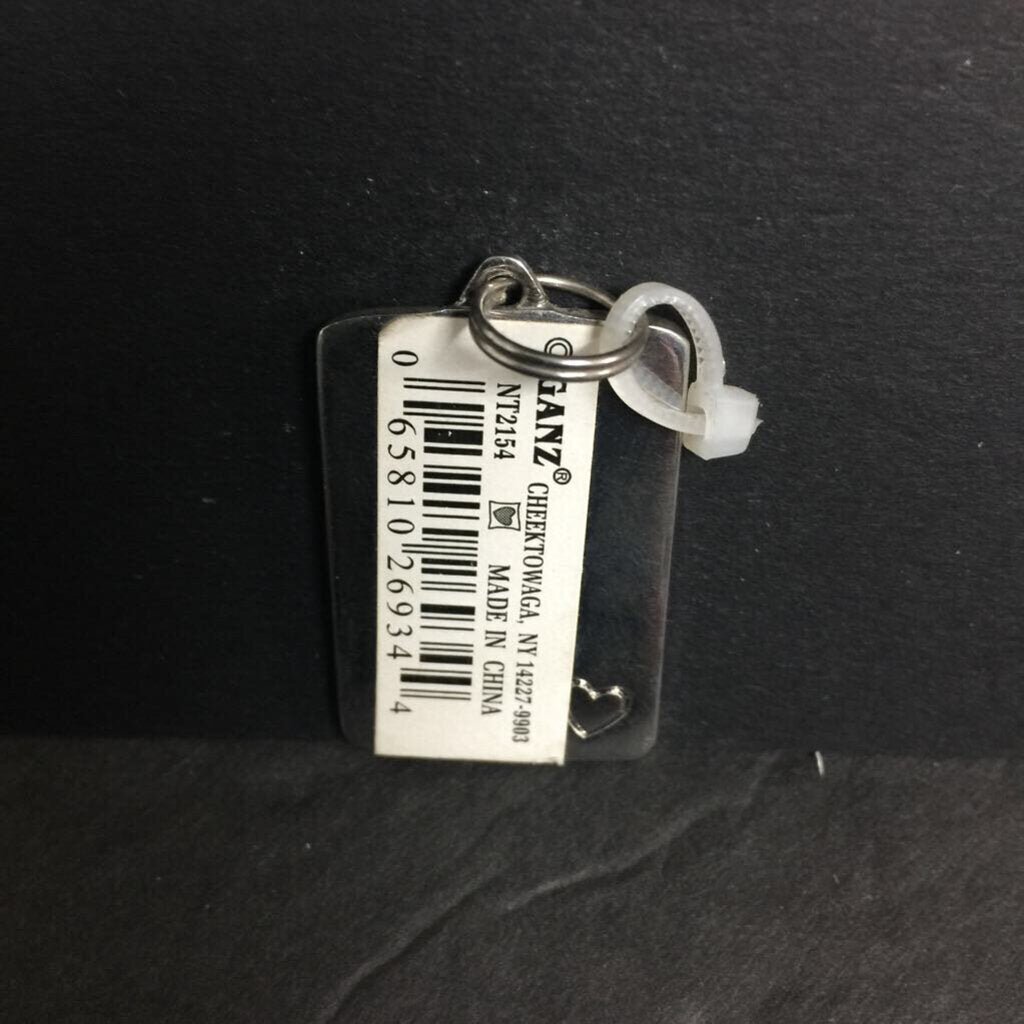 ©GANZ®
CHEEKTOWAGA, NY 14227-9903
NT2154 MADE IN CHINA
0 65810 26934 4